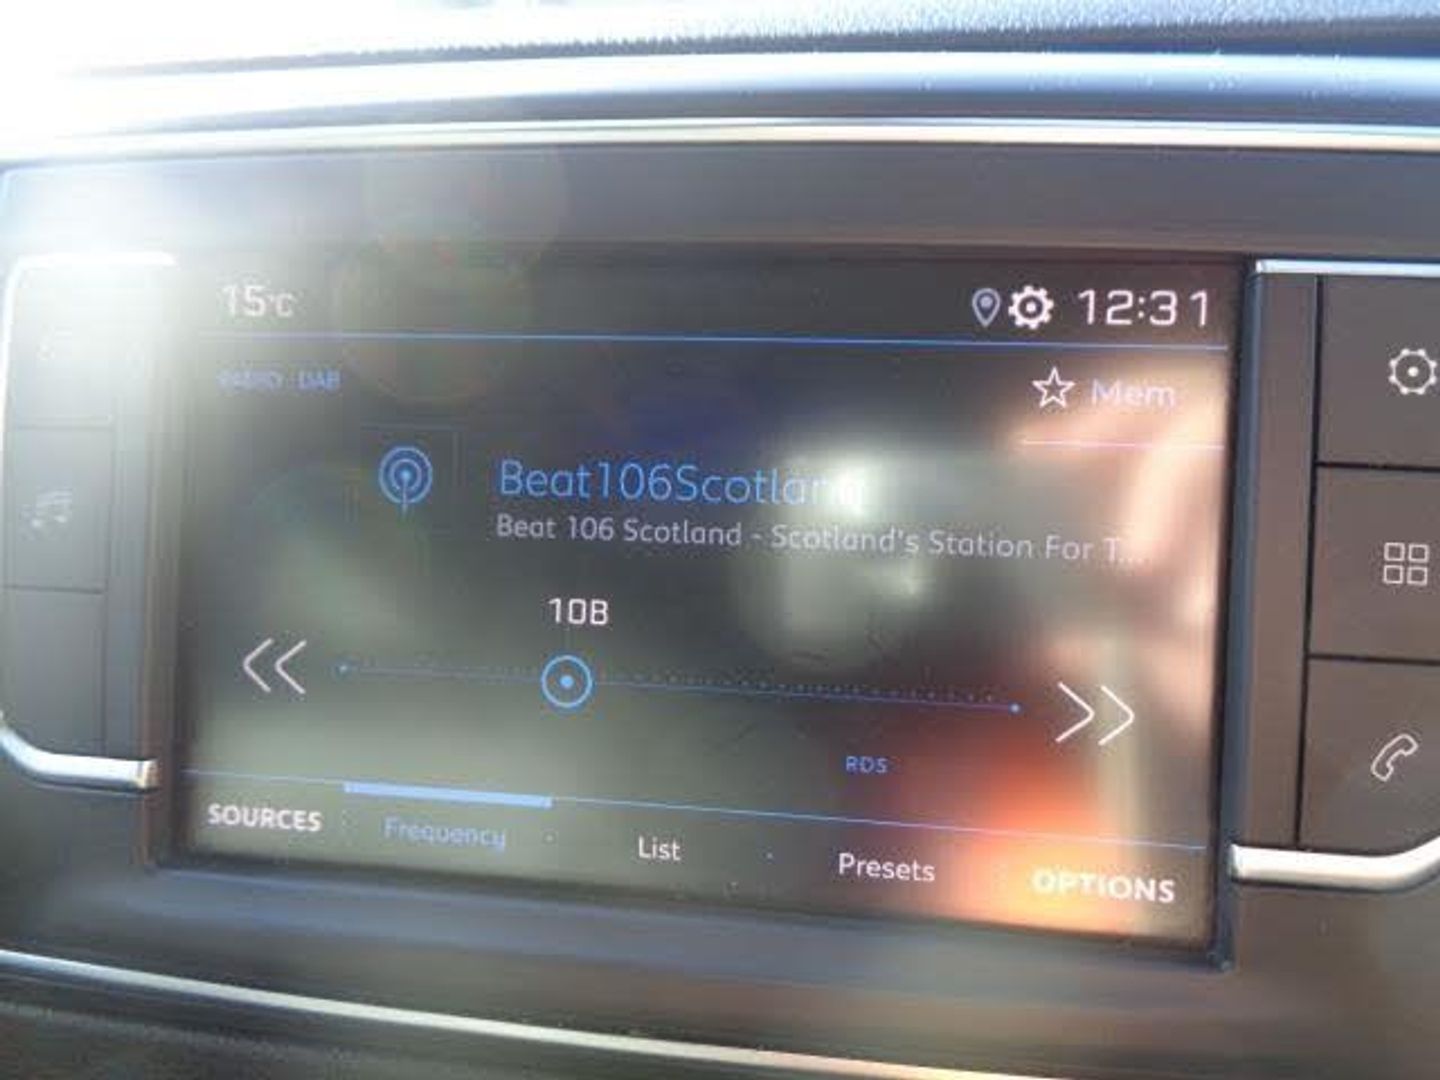 15°C 12:31
RADIO DAB
Mem
Beat106Scotland
Beat 106 Scotland - Scotland's Station For T...
10B
RDS
SOURCES Frequency List Presets OPTIONS